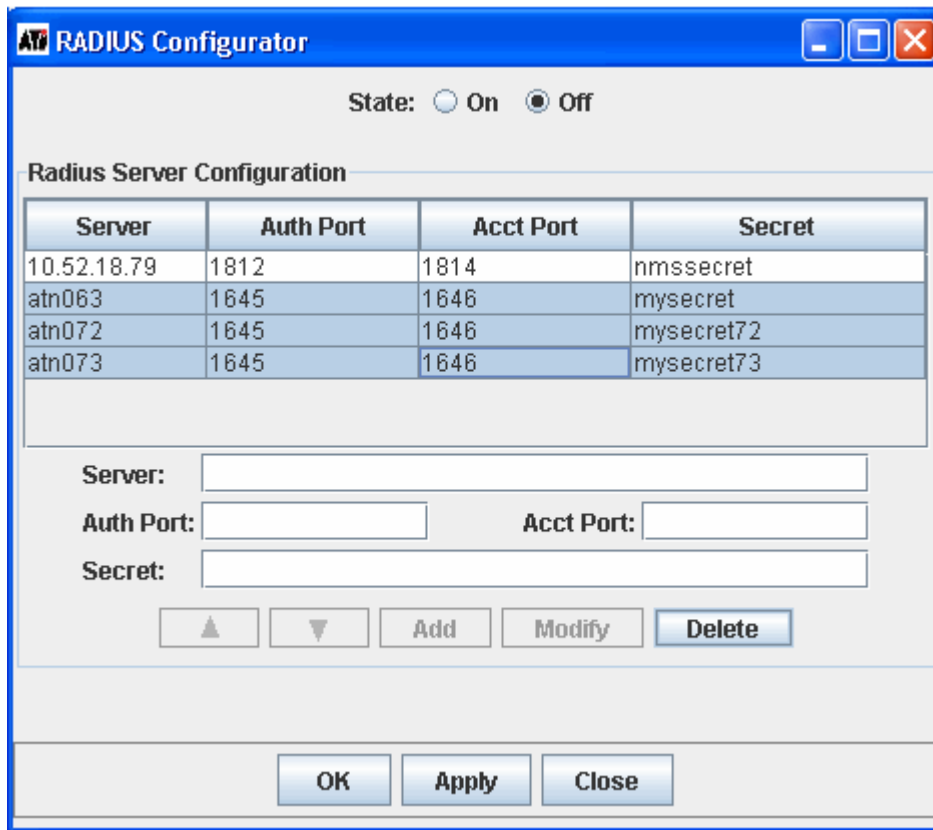 ATi RADIUS Configurator
State: On Off
Radius Server Configuration
Server Auth Port Acct Port Secret
10.52.18.79 1812 1814 nmssecret
atn063 1645 1646 mysecret
atn072 1645 1646 mysecret72
atn073 1645 1646 mysecret73
Server:
Auth Port: Acct Port:
Secret:
Add Modify Delete
OK Apply Close